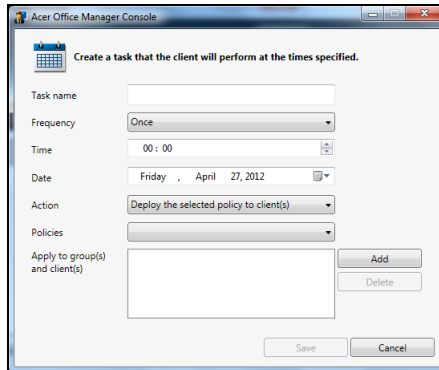 Acer Office Manager Console
Create a task that the client will perform at the times specified.
Task name
Frequency Once
Time 00 : 00
Date Friday , April 27, 2012
Action Deploy the selected policy to client(s)
Policies
Apply to group(s)
and client(s)
Add
Delete
Save Cancel